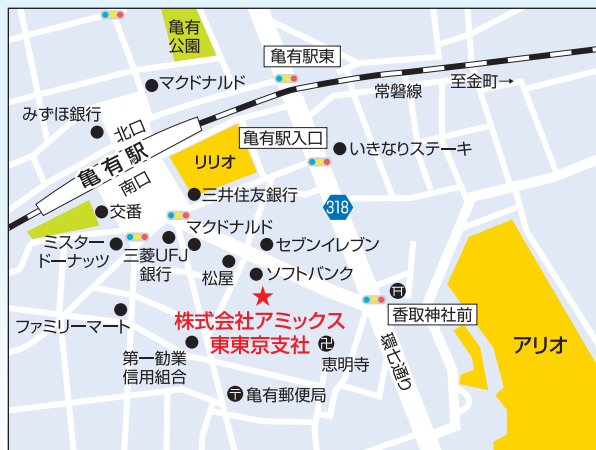 亀有
公園
亀有駅東
マクドナルド
常磐線
至金町→
みずほ銀行
北口
亀有駅
南口
亀有駅入口
いきなりステーキ
リリオ
三井住友銀行
交番
318
マクドナルド
ミスター
ドーナッツ
三菱UFJ
銀行
セブンイレブン
松屋
ソフトバンク
香取神社前
株式会社アミックス
東東京支社
ファミリーマート
第一勧業
信用組合
卍
恵明寺
環七通り
アリオ
〒
亀有郵便局